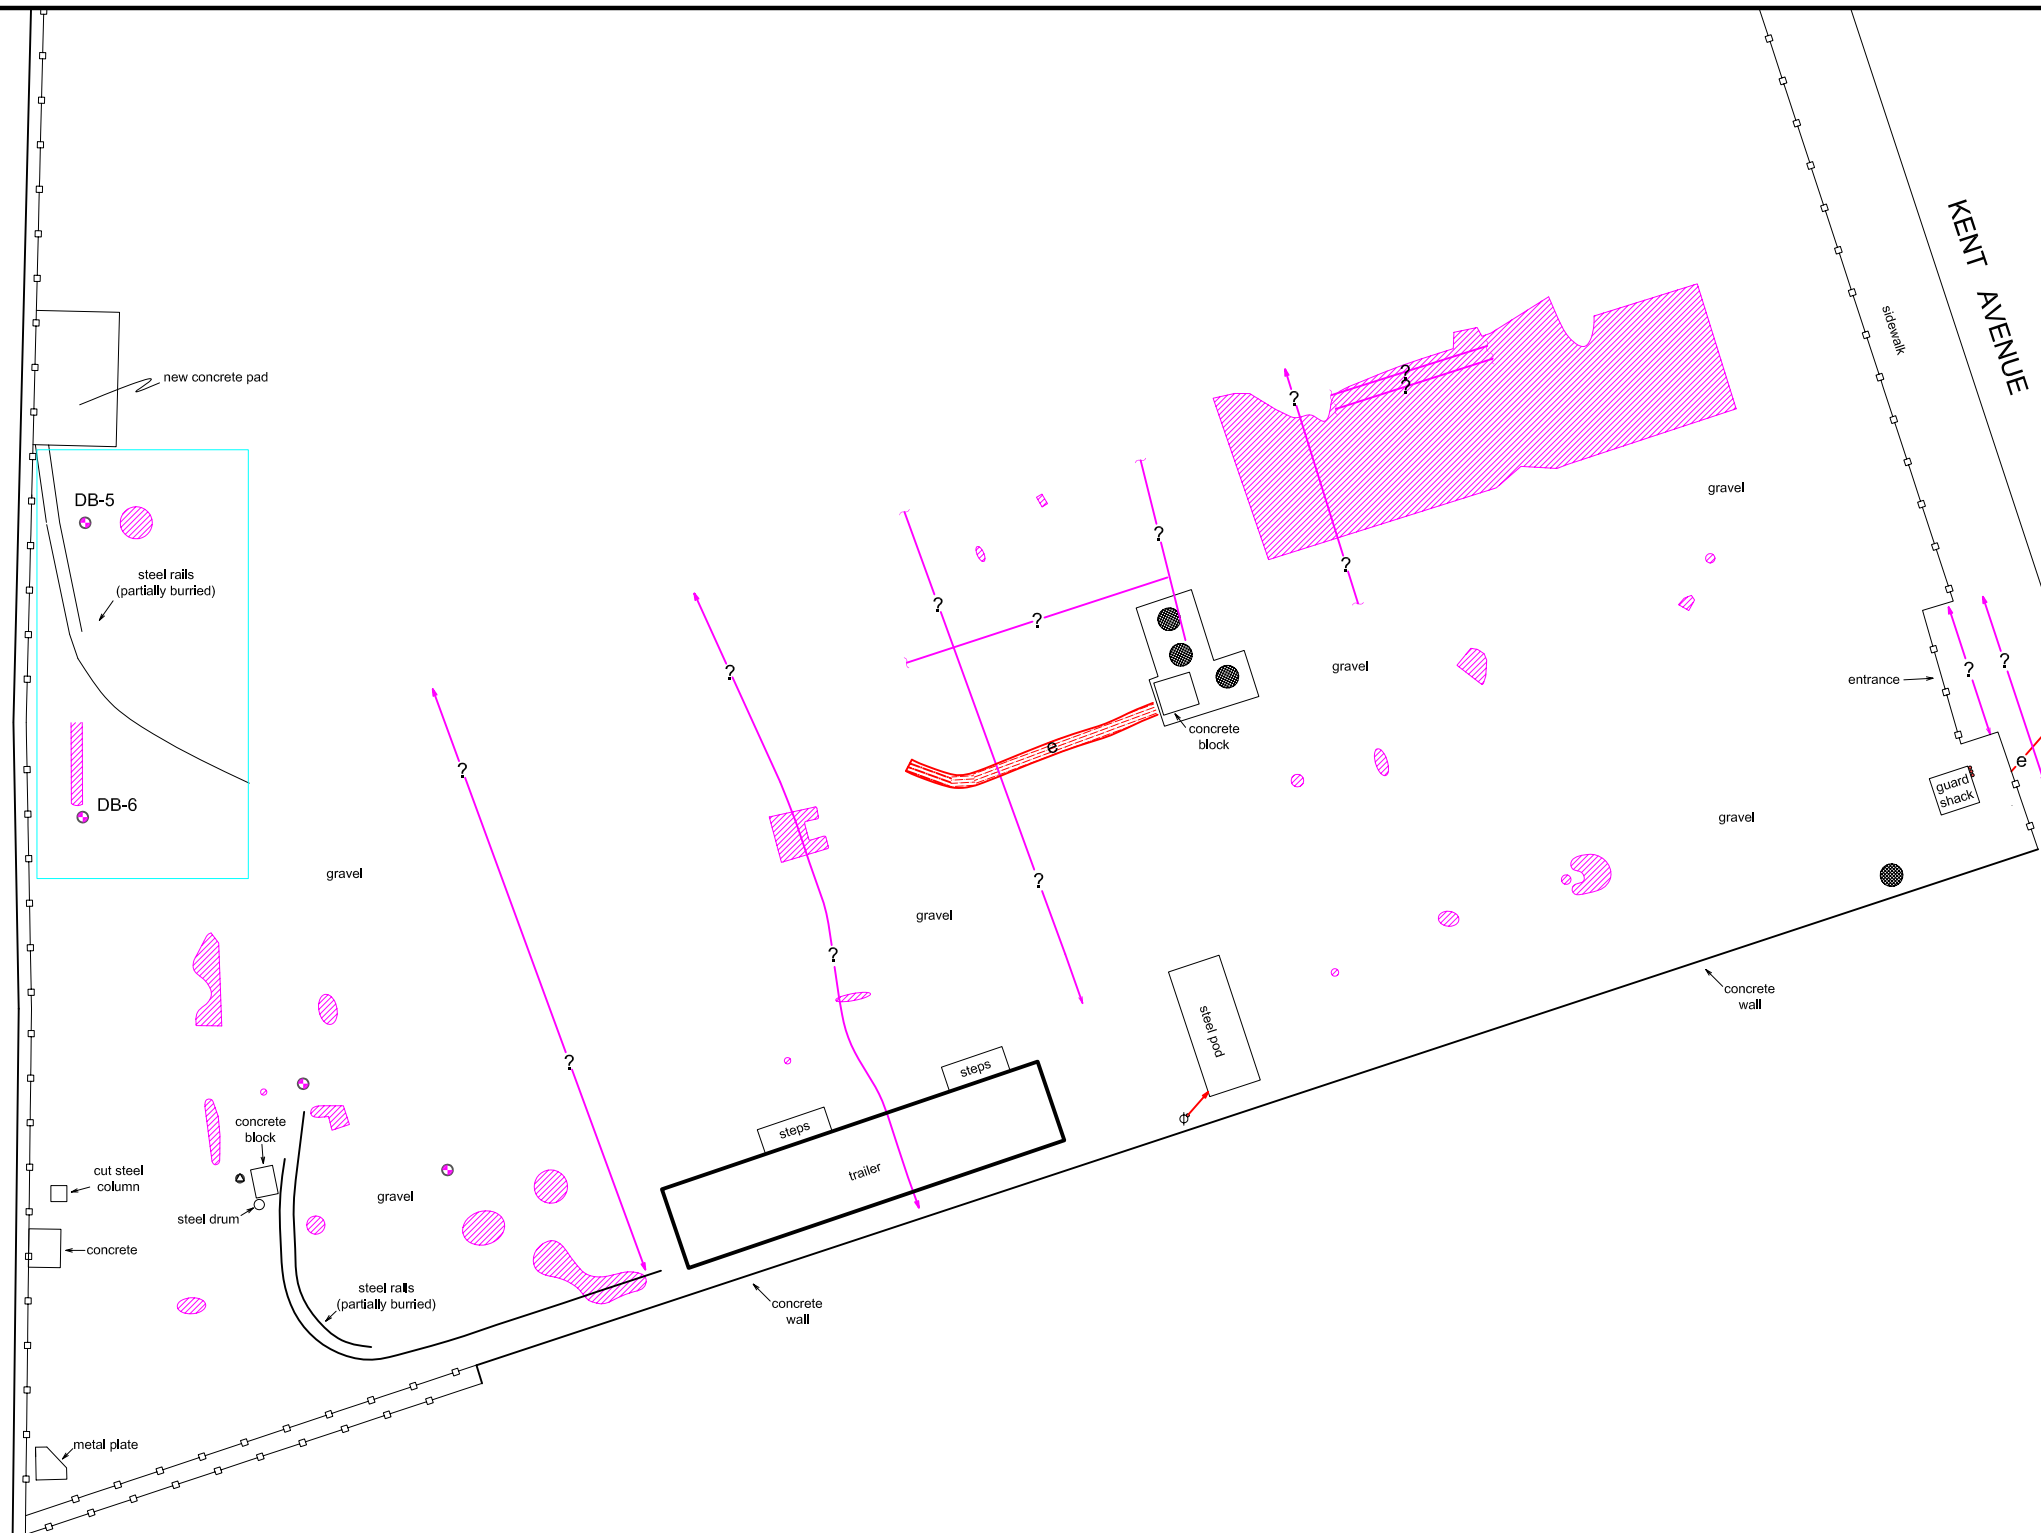 KENT AVENUE
sidewalk
new concrete pad
?
?
?
gravel
DB-5
?
steel rails
(partially burried)
?
?
?
gravel
?
?
?
entrance
?
concrete
block
e
e
?
guard
shack
DB-6
gravel
gravel
?
gravel
?
concrete
wall
steel pod
?
steps
steps
concrete
block
trailer
cut steel
column
gravel
steel drum
concrete
steel rails
(partially burried)
concrete
wall
metal plate